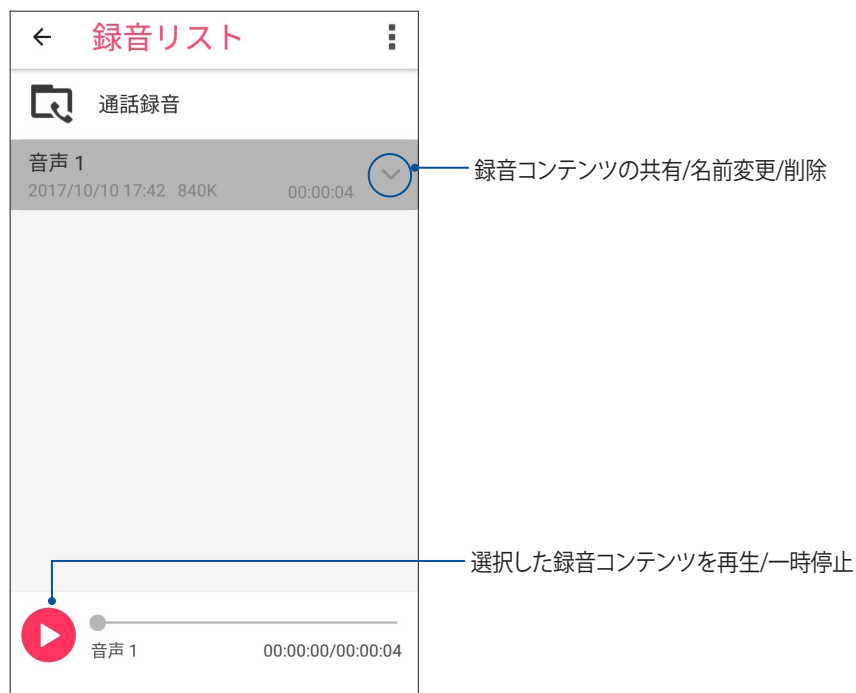 録音リスト
通話録音
音声 1
2017/10/10 17:42 840K 00:00:04
録音コンテンツの共有/名前変更/削除
選択した録音コンテンツを再生/一時停止
音声 1 00:00:00/00:00:04